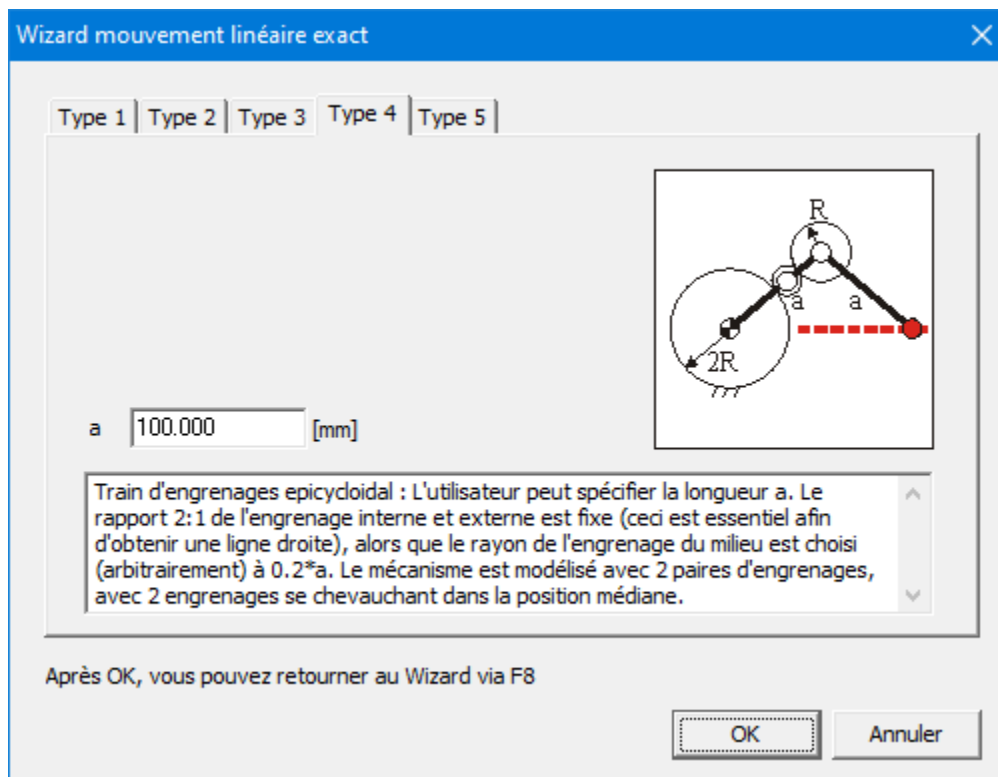 Wizard mouvement linéaire exact
Type 1 Type 2 Type 3 Type 4 Type 5
R
a a
2R
a 100.000 [mm]
Train d'engrenages epicycloidal : L'utilisateur peut spécifier la longueur a. Le
rapport 2:1 de l'engrenage interne et externe est fixe (ceci est essentiel afin
d'obtenir une ligne droite), alors que le rayon de l'engrenage du milieu est choisi
(arbitrairement) à 0.2*a. Le mécanisme est modélisé avec 2 paires d'engrenages,
avec 2 engrenages se chevauchant dans la position médiane.
Après OK, vous pouvez retourner au Wizard via F8
OK Annuler